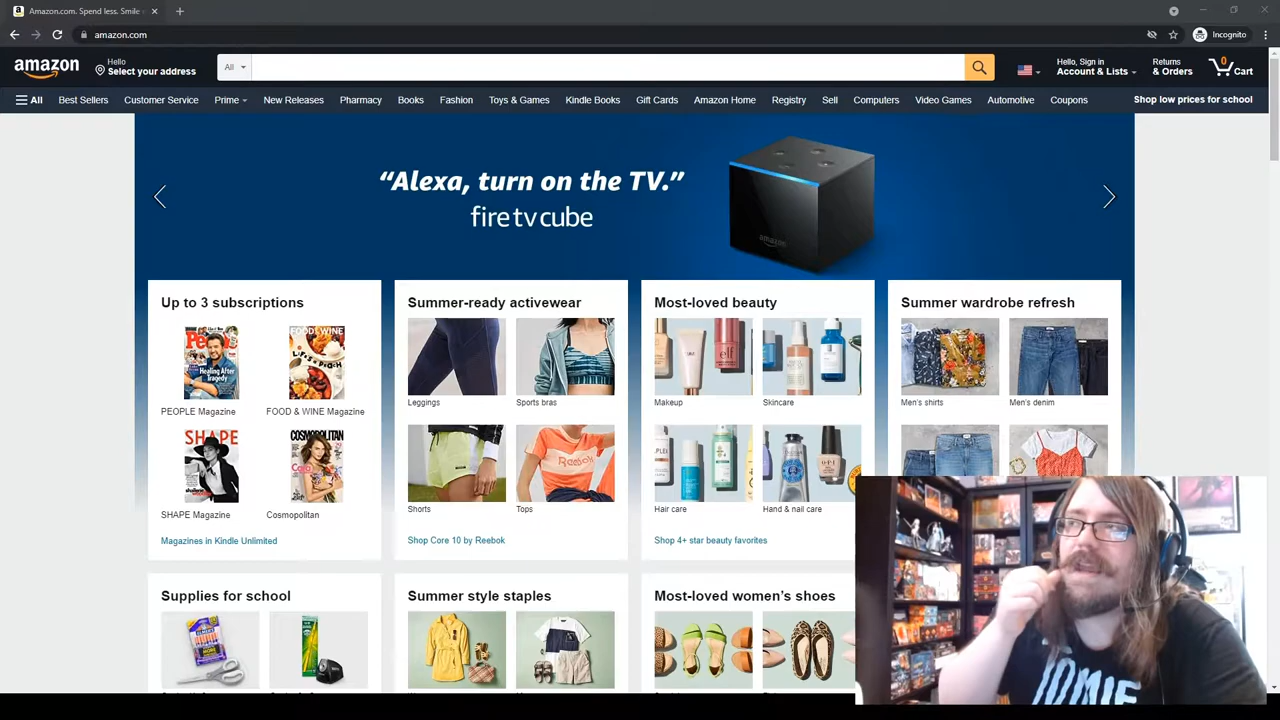 Amazon.com. Spend less. Smile
amazon.com
Incognito
amazon
Hello
Select your address
All
Hello, Sign in
Account & Lists
Returns
& Orders
0
Cart
All
Best Sellers
Customer Service
Prime
New Releases
Pharmacy
Books
Fashion
Toys & Games
Kindle Books
Gift Cards
Amazon Home
Registry
Sell
Computers
Video Games
Automotive
Coupons
Shop low prices for school
“Alexa, turn on the TV.”
fire tv cube
amazon
Up to 3 subscriptions
PEOPLE Magazine
FOOD & WINE Magazine
SHAPE
COSMOPOLITAN
SHAPE Magazine
Cosmopolitan
Magazines in Kindle Unlimited
Summer-ready activewear
Leggings
Sports bras
Reebok
Shorts
Tops
Shop Core 10 by Reebok
Most-loved beauty
elf
Makeup
Skincare
OPI
Hair care
Hand & nail care
Shop 4+ star beauty favorites
Summer wardrobe refresh
Men's shirts
Men's denim
Supplies for school
Summer style staples
Most-loved women’s shoes